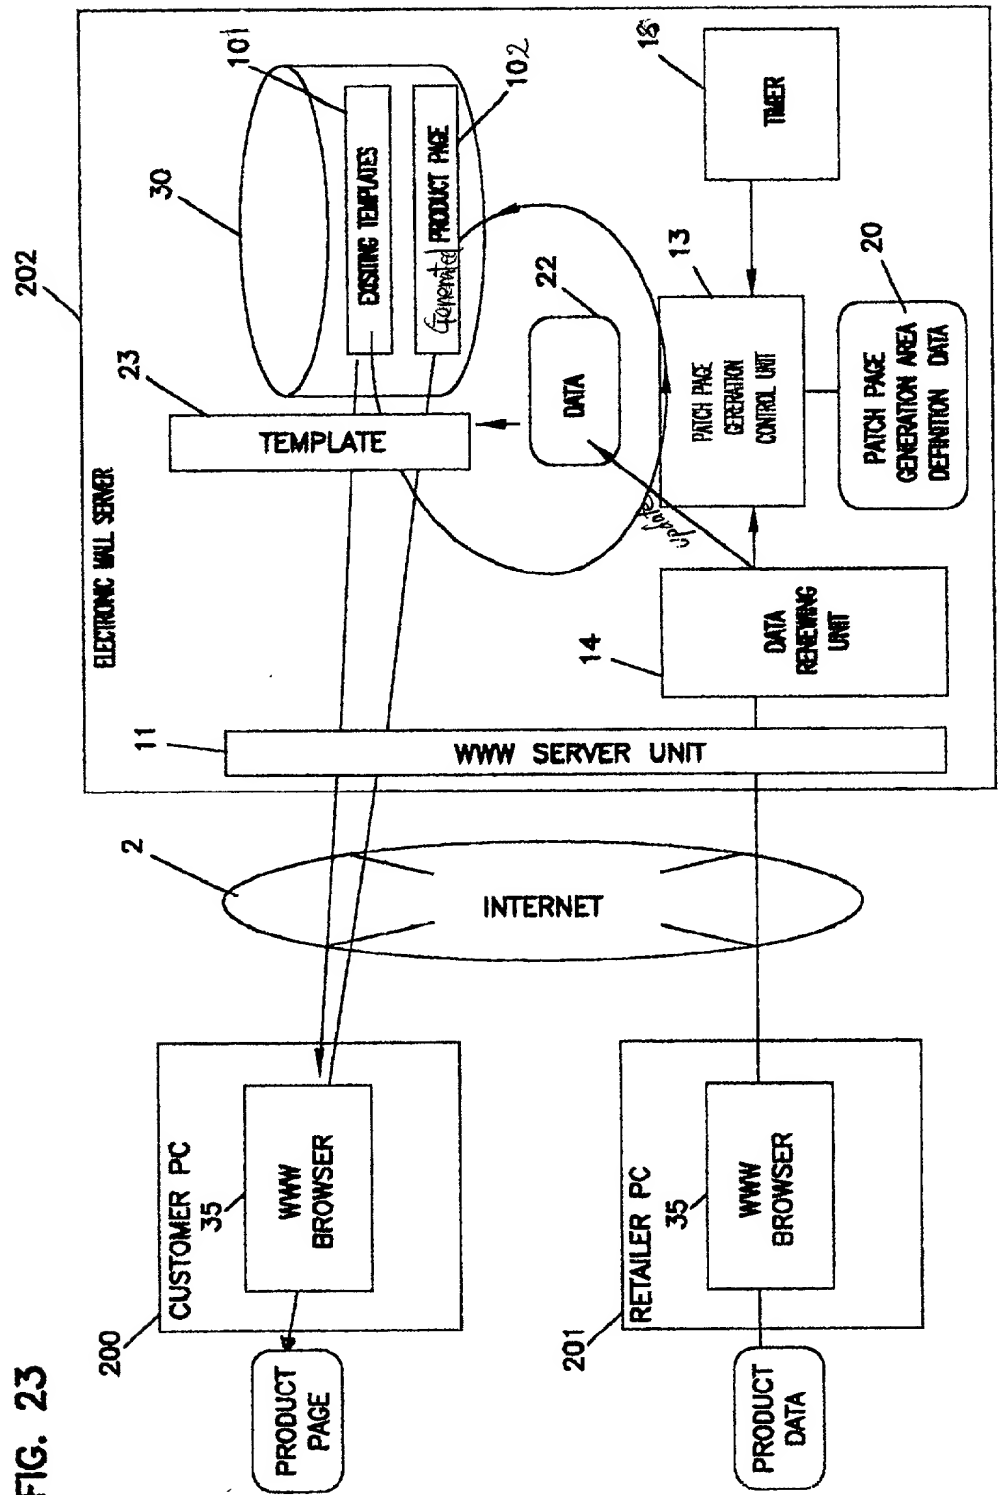 FIG. 23
202
ELECTRONIC MALL SERVER
200
CUSTOMER PC
35
WWW
BROWSER
PRODUCT
PAGE
2
INTERNET
11
WWW SERVER UNIT
23
TEMPLATE
30
101
EXISITING TEMPLATES
102
Generated PRODUCT PAGE
22
DATA
update
14
DATA
RENEWING
UNIT
13
PATCH PAGE
GERERATION
CONTROL UNIT
18
TIMER
20
PATCH PAGE
GENERATION AREA
DEFINITION DATA
201
RETAILER PC
35
WWW
BROWSER
PRODUCT
DATA